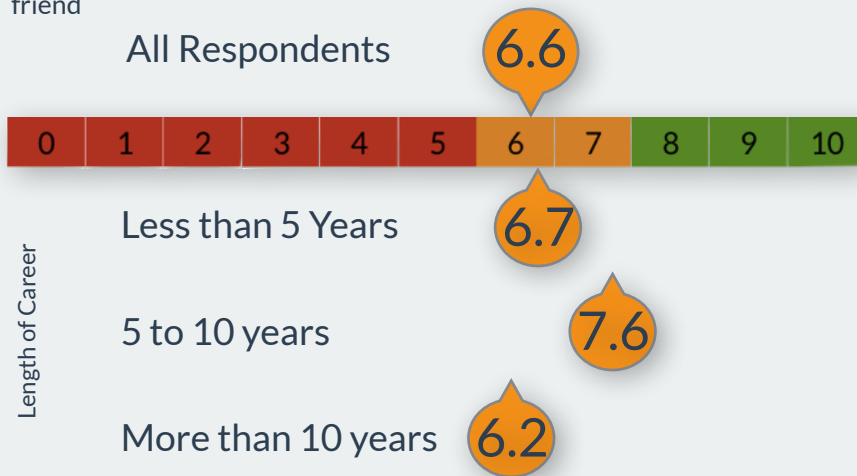 friend
All Respondents
6.6
0 1 2 3 4 5 6 7 8 9 10
Less than 5 Years
6.7
Length of Career
5 to 10 years
7.6
More than 10 years
6.2